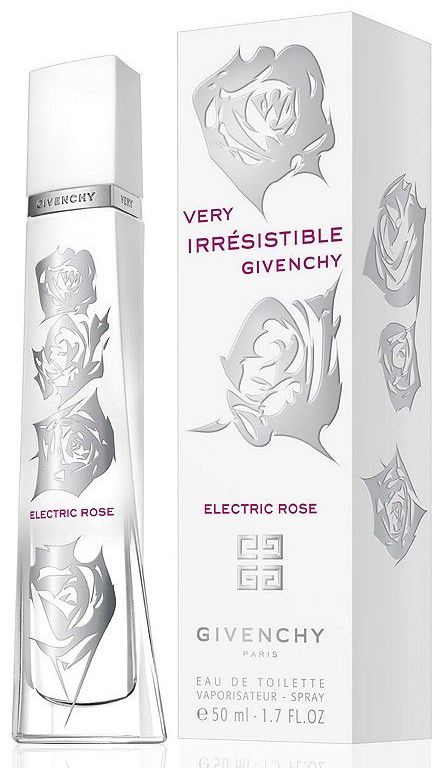 GIVENCHY
VERY
ELECTRIC ROSE
VERY
IRRÉSISTIBLE
GIVENCHY
ELECTRIC ROSE
GIVENCHY
PARIS
EAU DE TOILETTE
VAPORISATEUR - SPRAY
℮ 50 ml - 1.7 FL.OZ